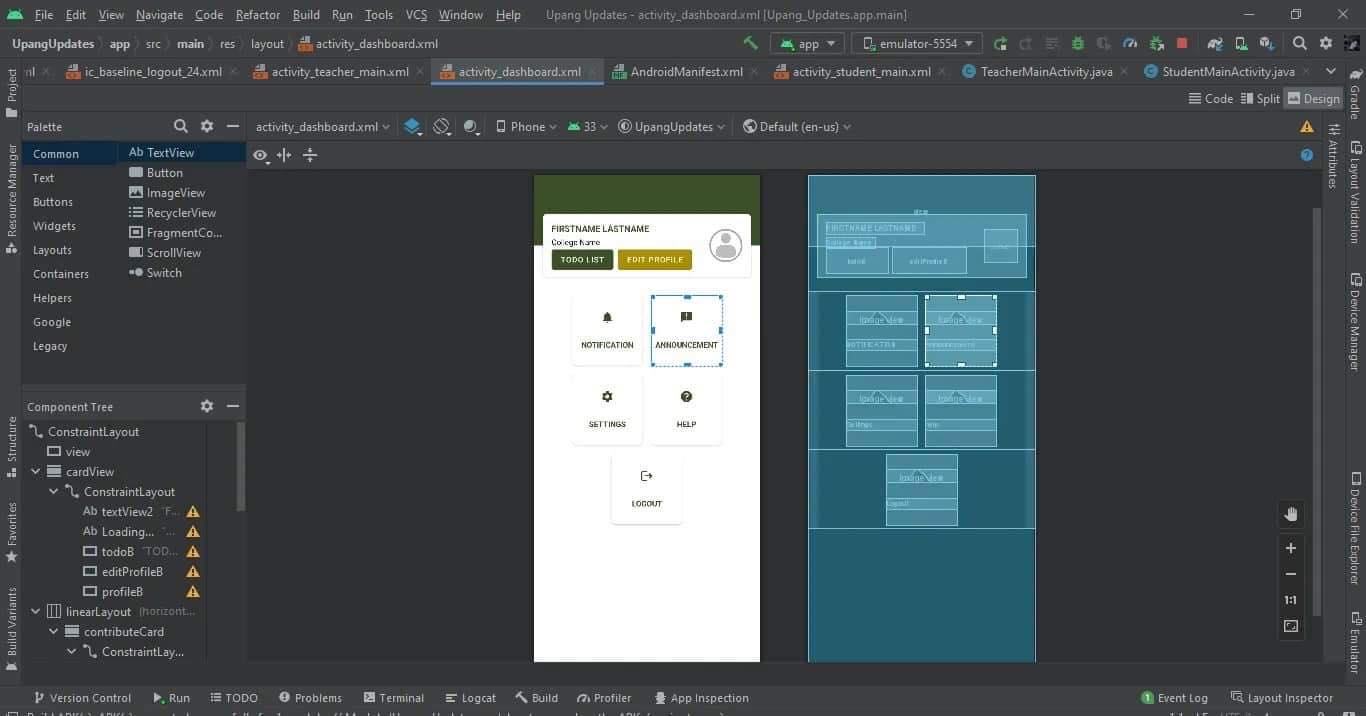 File Edit View Navigate Code Refactor Build Run Tools VCS Window Help Upang Updates - activity_dashboard.xml [Upang_Updates.app.main]
UpangUpdates app src main res layout activity_dashboard.xml app emulator-5554
ml ic_baseline_logout_24.xml activity_teacher_main.xml activity_dashboard.xml AndroidManifest.xml activity_student_main.xml TeacherMainActivity.java StudentMainActivity.java
Code Split Design
Palette activity_dashboard.xml Phone 33 UpangUpdates Default (en-us)
Common
Text
Buttons
Widgets
Layouts
Containers
Helpers
Google
Legacy
Ab TextView
Button
ImageView
RecyclerView
FragmentCo...
ScrollView
Switch
Component Tree
ConstraintLayout
view
cardView
ConstraintLayout
Ab textView2 "F...
Ab Loading... "...
todoB "TOD...
editProfileB
profileB
linearLayout (horizont...
contributeCard
ConstraintLay...
FIRSTNAME LASTNAME
College Name
TODO LIST EDIT PROFILE
NOTIFICATION ANNOUNCEMENT
SETTINGS HELP
LOGOUT
view
FIRSTNAME LASTNAME
College Name
todoB editProfileB
ImageView ImageView
NOTIFICATION Announcement
ImageView ImageView
Settings
ImageView
Logout
1:1
Project
Resource Manager
Structure
Favorites
Build Variants
Gradle
Attributes
Layout Validation
Device Manager
Device File Explorer
Emulator
Version Control Run TODO Problems Terminal Logcat Build Profiler App Inspection 1 Event Log Layout Inspector